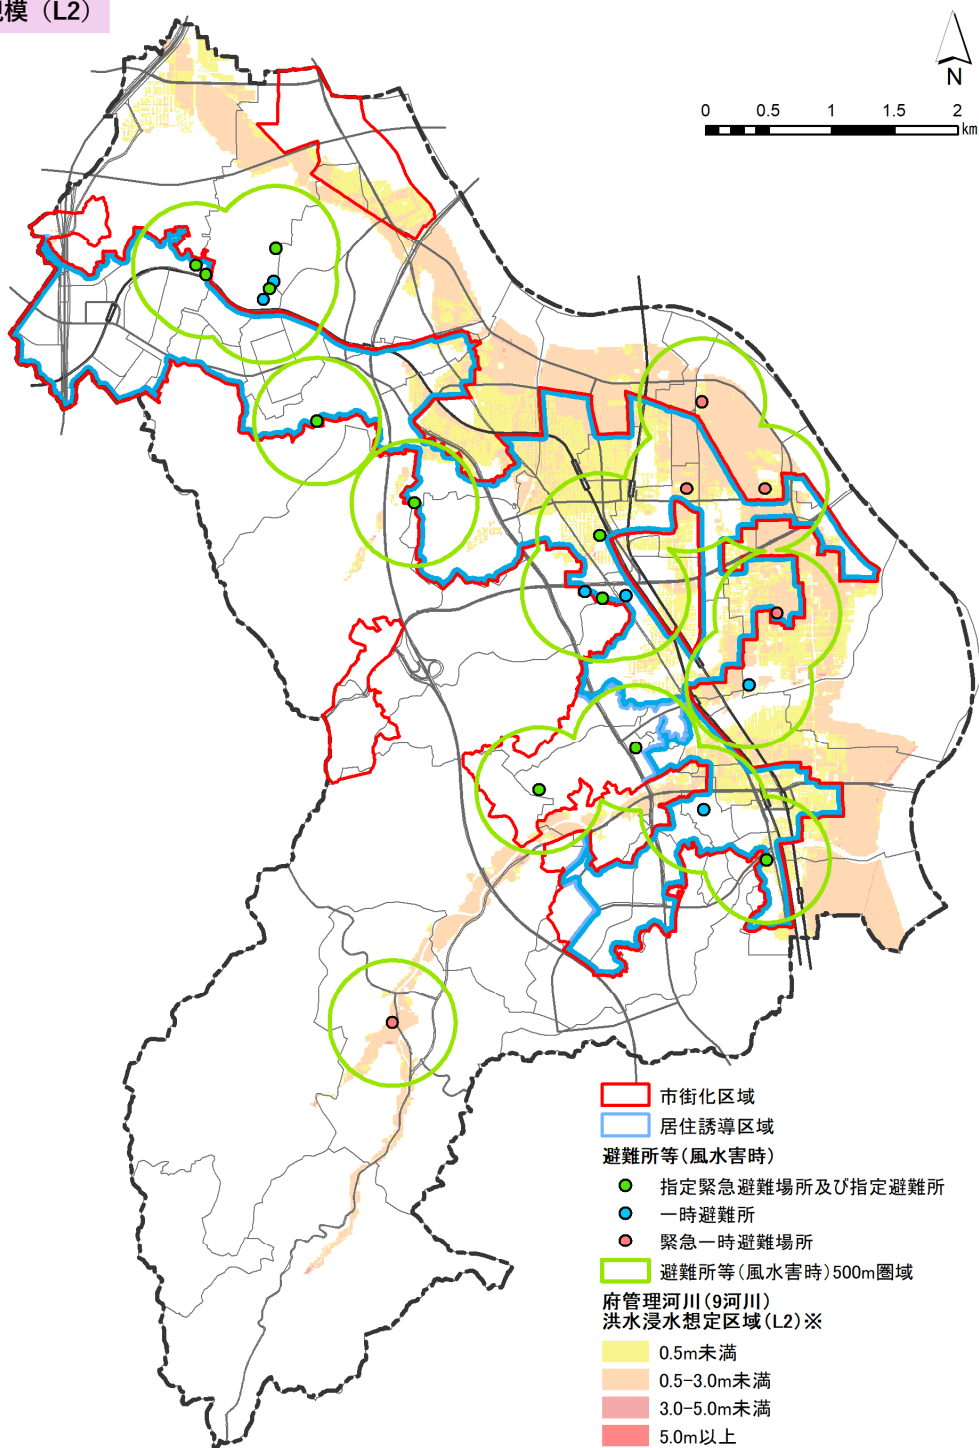 規模（L2）
N
0 0.5 1 1.5 2
km
市街化区域
居住誘導区域
避難所等(風水害時)
指定緊急避難場所及び指定避難所
一時避難所
緊急一時避難場所
避難所等(風水害時)500m圏域
府管理河川(9河川)
洪水浸水想定区域(L2)※
0.5m未満
0.5-3.0m未満
3.0-5.0m未満
5.0m以上